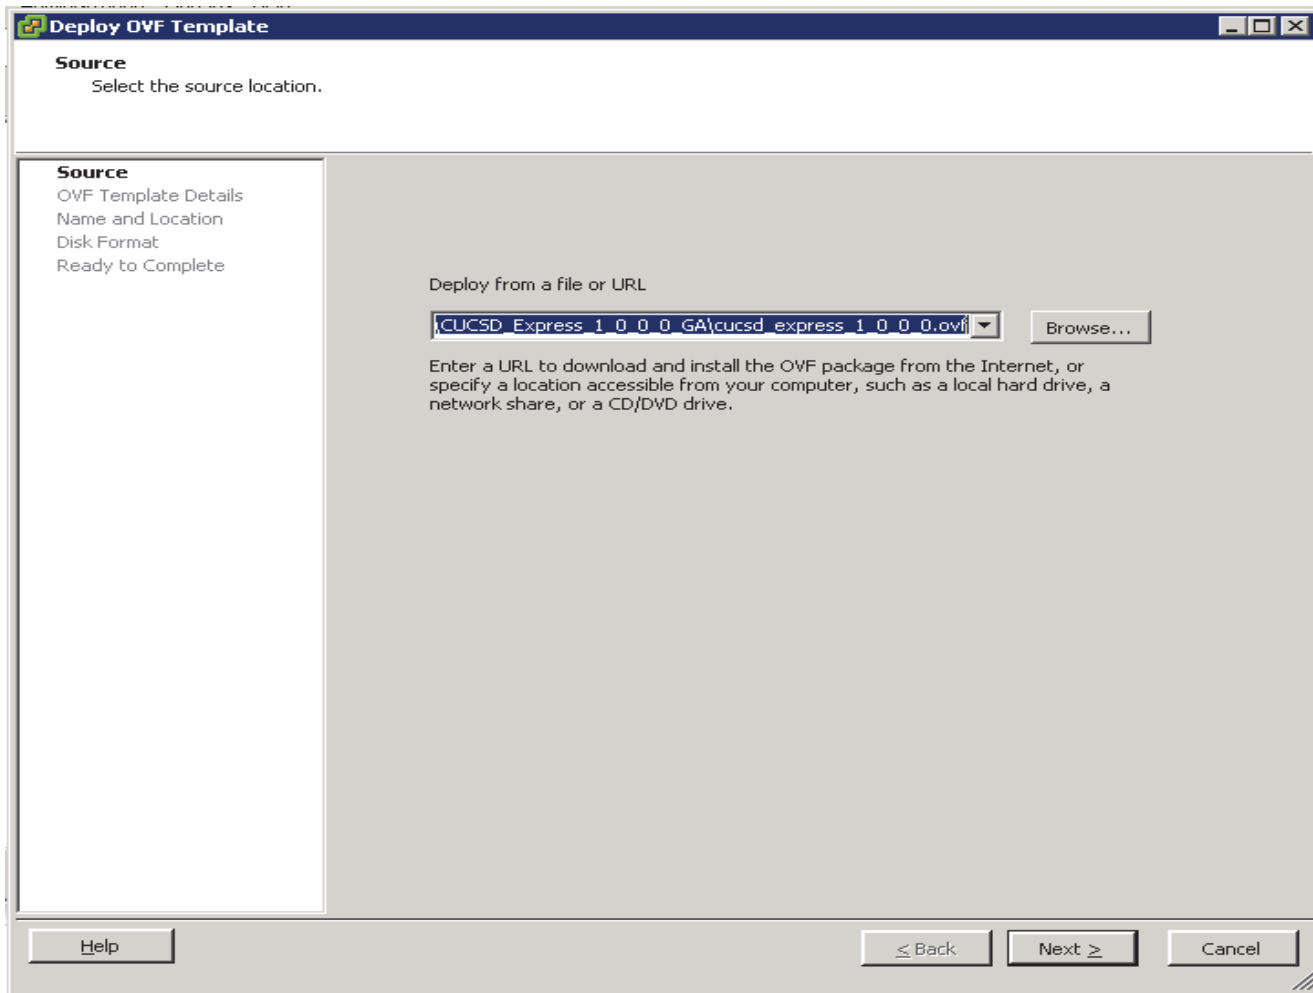 Deploy OVF Template
Source
Select the source location.
Source
OVF Template Details
Name and Location
Disk Format
Ready to Complete
Deploy from a file or URL
\CUCSD_Express_1_0_0_0_GA\cucsd_express_1_0_0_0.ovf
Browse...
Enter a URL to download and install the OVF package from the Internet, or
specify a location accessible from your computer, such as a local hard drive, a
network share, or a CD/DVD drive.
Help
≤ Back
Next ≥
Cancel